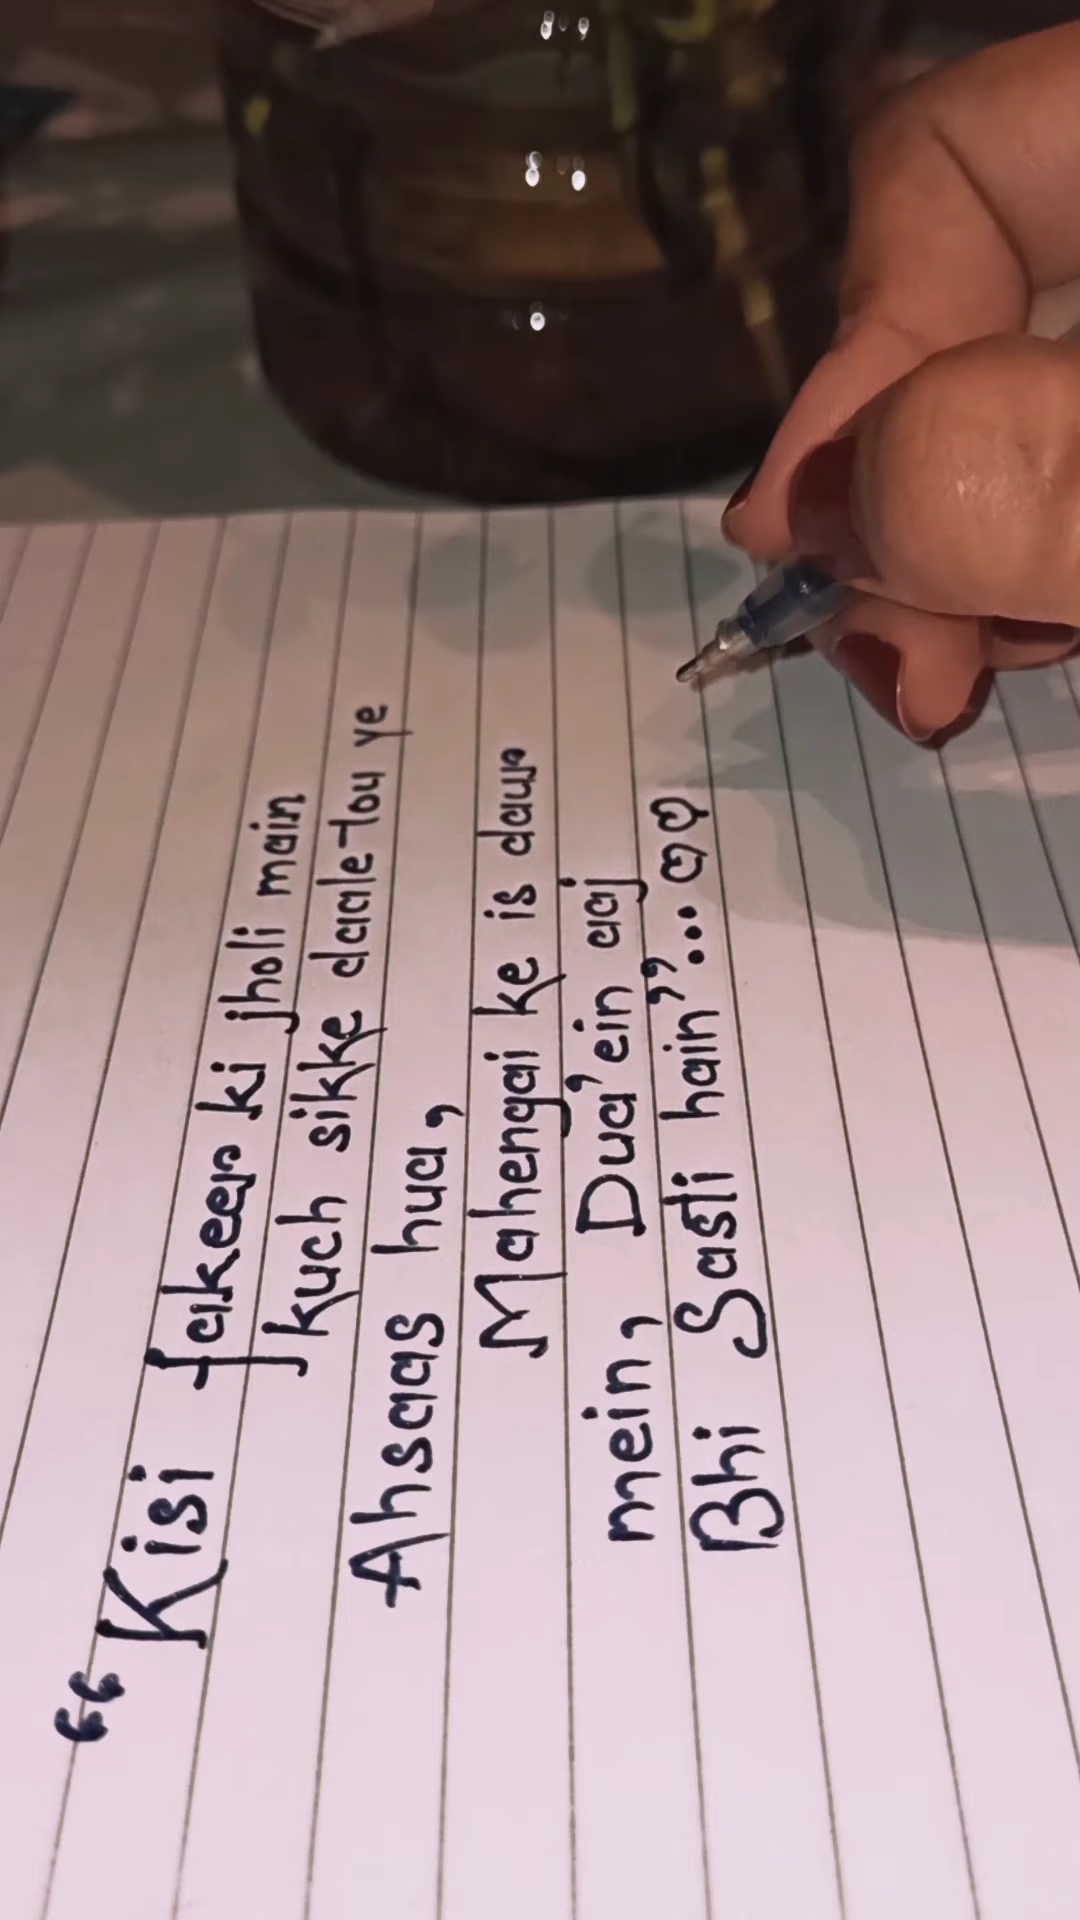 “Kisi fakeer ki jholi main
kuch sikke daale tou ye
Ahsaas hua,
Mahengai ke is daur
mein, Dua'ein aaj
Bhi Sasti hain”...♡♡